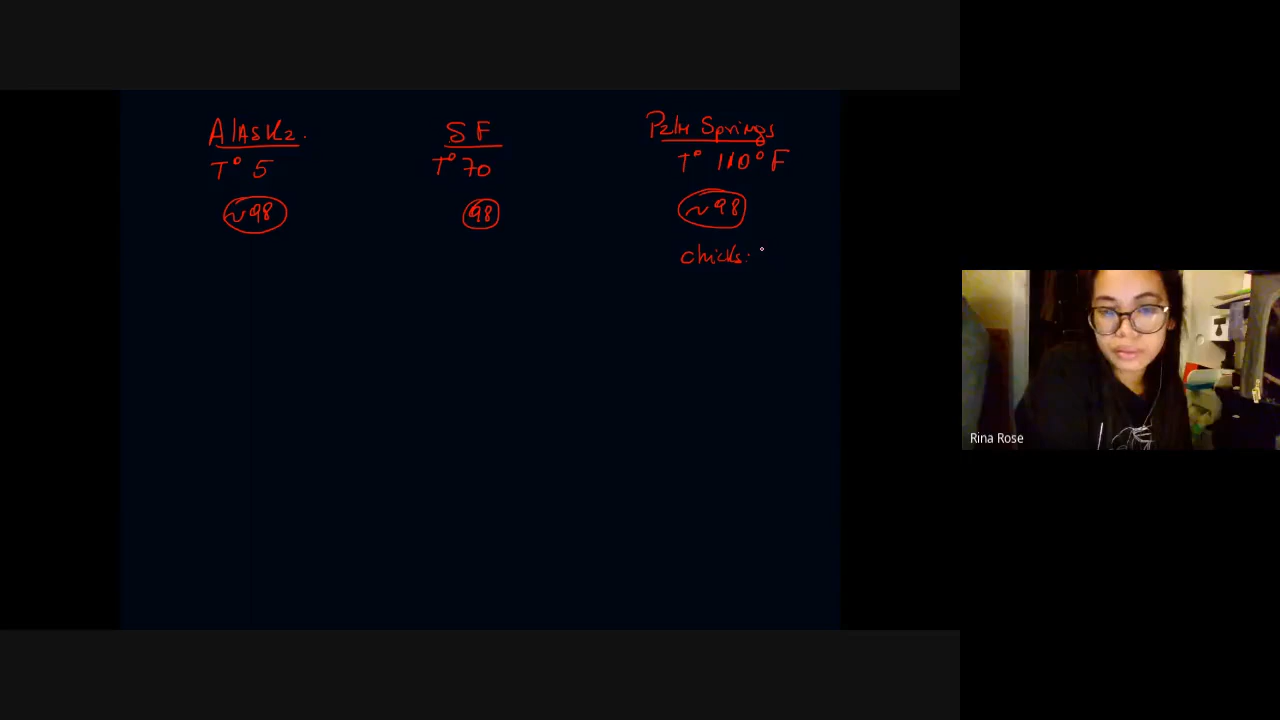 AlASKa.
SF
Palm Springs
T° 5
T° 70
T° 110° F
~98
98
~98
chicks:
Rina Rose